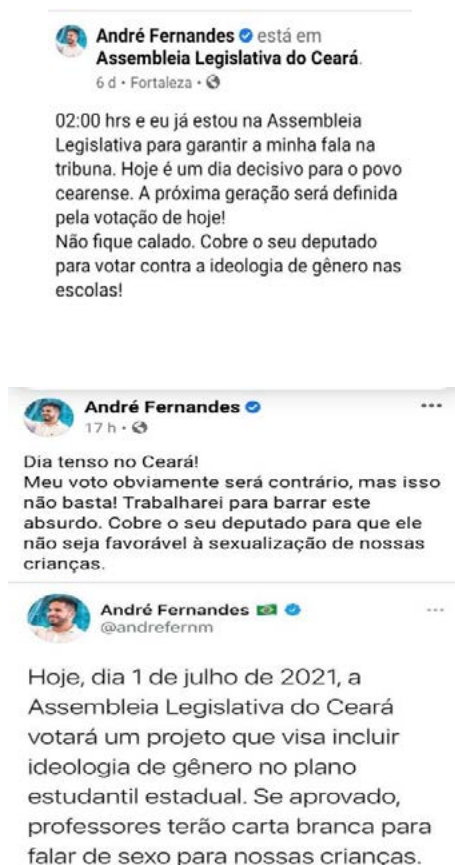 André Fernandes está em
Assembleia Legislativa do Ceará.
6 d · Fortaleza ·
02:00 hrs e eu já estou na Assembleia
Legislativa para garantir a minha fala na
tribuna. Hoje é um dia decisivo para o povo
cearense. A próxima geração será definida
pela votação de hoje!
Não fique calado. Cobre o seu deputado
para votar contra a ideologia de gênero nas
escolas!
André Fernandes
17 h ·
Dia tenso no Ceará!
Meu voto obviamente será contrário, mas isso
não basta! Trabalharei para barrar este
absurdo. Cobre o seu deputado para que ele
não seja favorável à sexualização de nossas
crianças.
André Fernandes 🇧🇷
@andrefernm
Hoje, dia 1 de julho de 2021, a
Assembleia Legislativa do Ceará
votará um projeto que visa incluir
ideologia de gênero no plano
estudantil estadual. Se aprovado,
professores terão carta branca para
falar de sexo para nossas crianças.